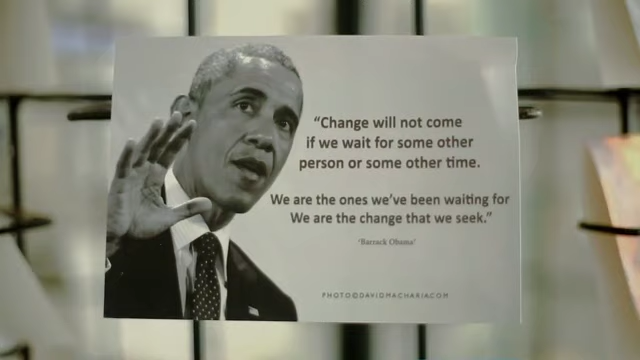 “Change will not come
if we wait for some other
person or some other time.
We are the ones we’ve been waiting for
We are the change that we seek.”
'Barrack Obama'
PHOTO@DAVIDMACHARIA.COM